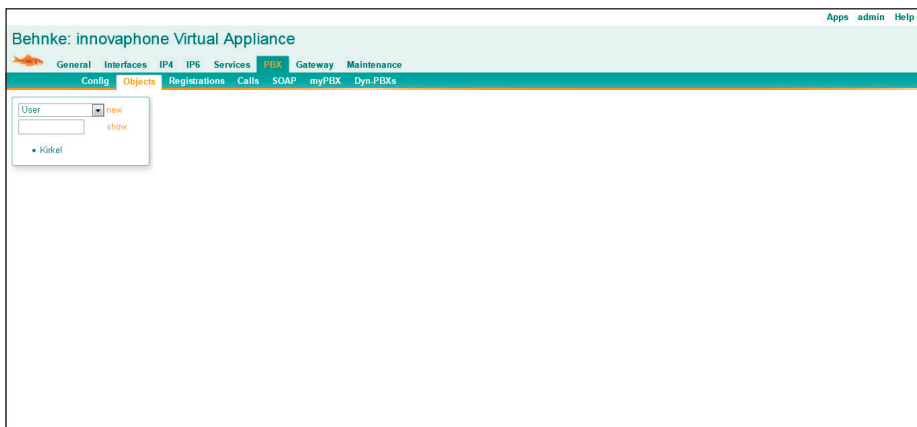 Apps admin Help
Behnke: innovaphone Virtual Appliance
General Interfaces IP4 IP6 Services PBX Gateway Maintenance
Config Objects Registrations Calls SOAP myPBX Dyn-PBXs
User new
show
• Kirkel